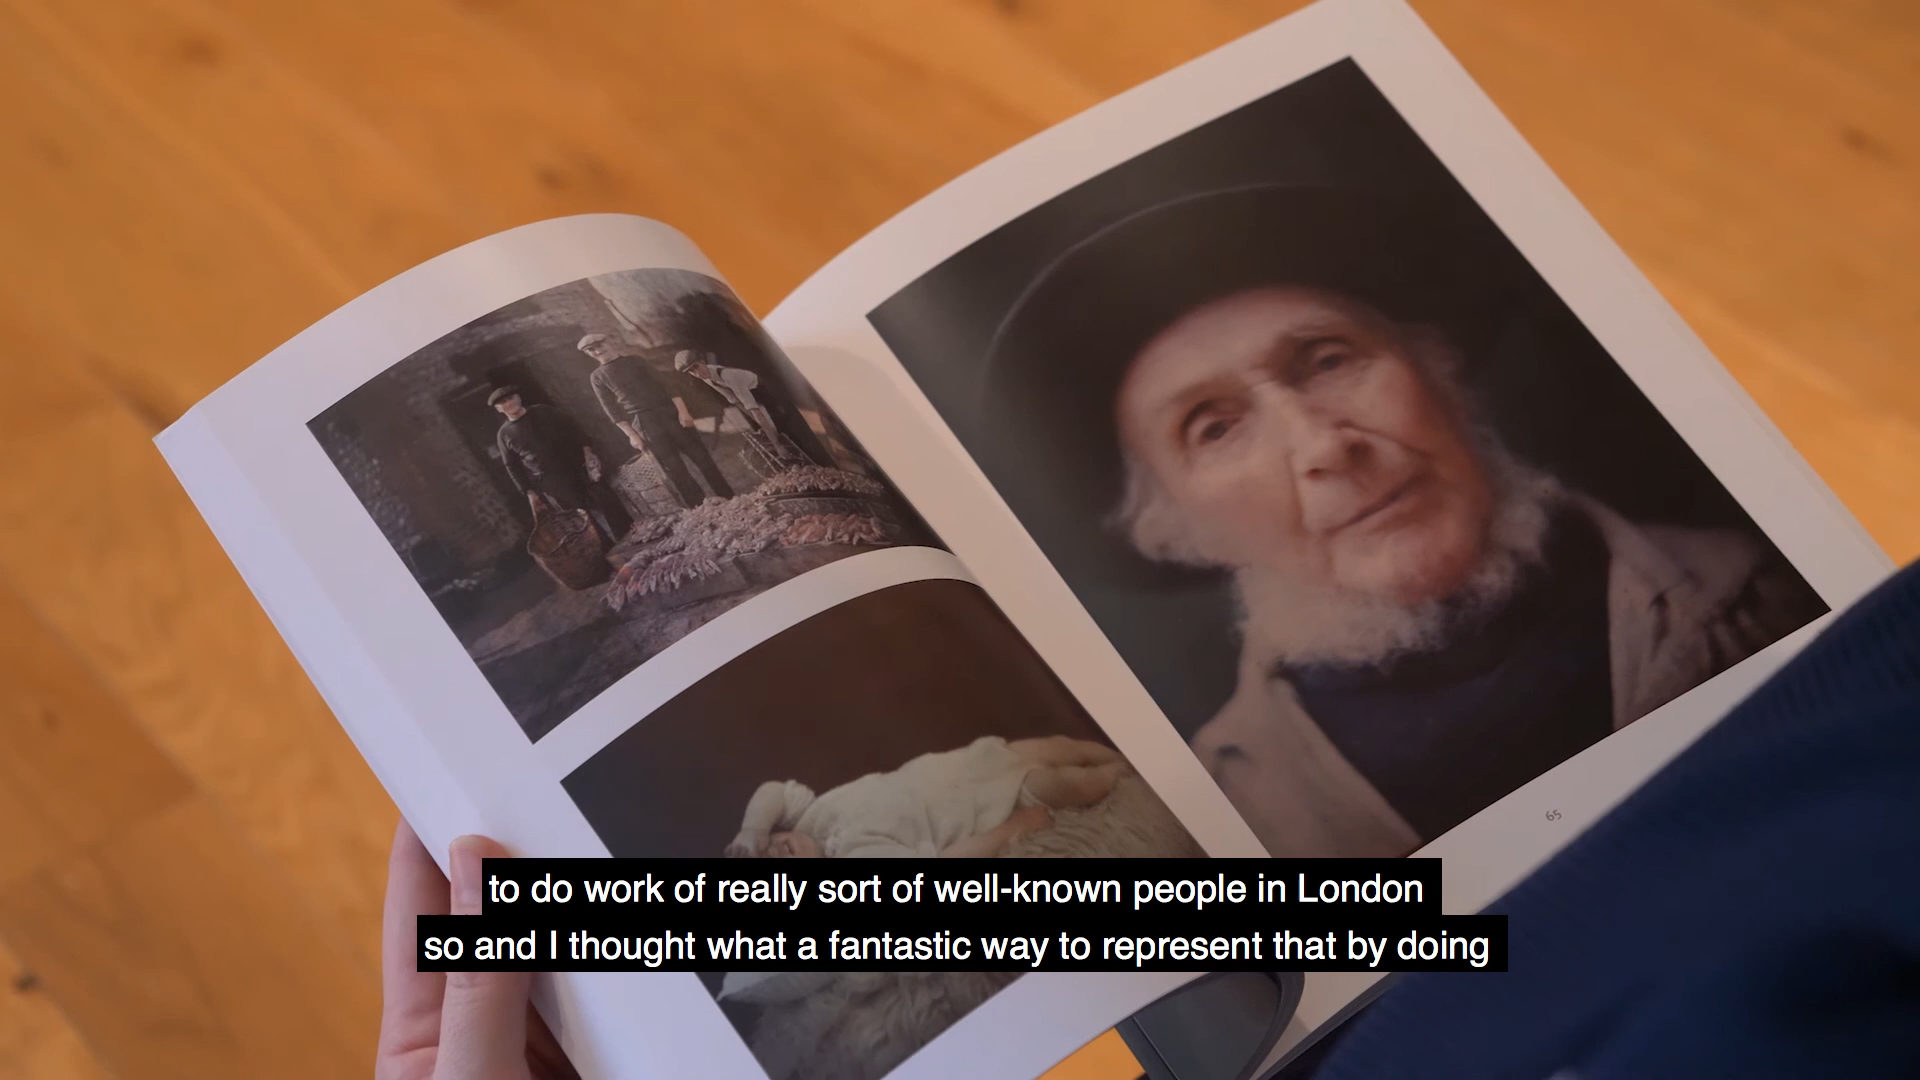 65
to do work of really sort of well-known people in London
so and I thought what a fantastic way to represent that by doing